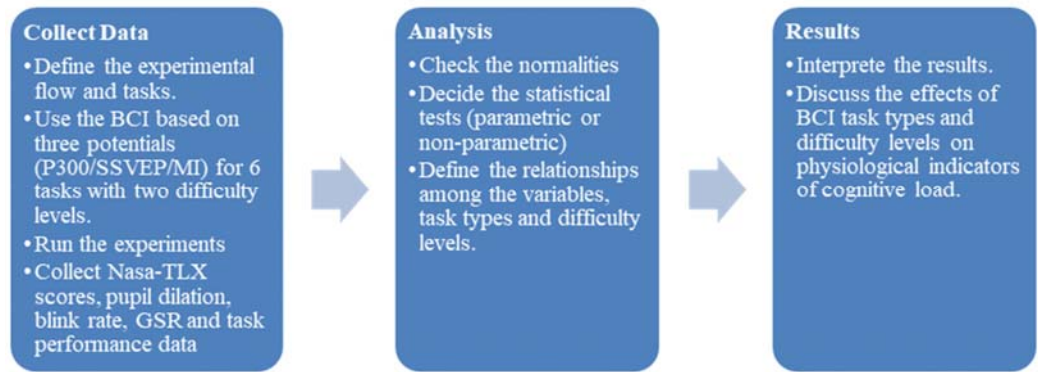 Collect Data
•Define the experimental
flow and tasks.
•Use the BCI based on
three potentials
(P300/SSVEP/MI) for 6
tasks with two difficulty
levels.
•Run the experiments
•Collect Nasa-TLX
scores, pupil dilation,
blink rate, GSR and task
performance data
Analysis
•Check the normalities
•Decide the statistical
tests (parametric or
non-parametric)
•Define the relationships
among the variables,
task types and difficulty
levels.
Results
•Interprete the results.
•Discuss the effects of
BCI task types and
difficulty levels on
physiological indicators
of cognitive load.